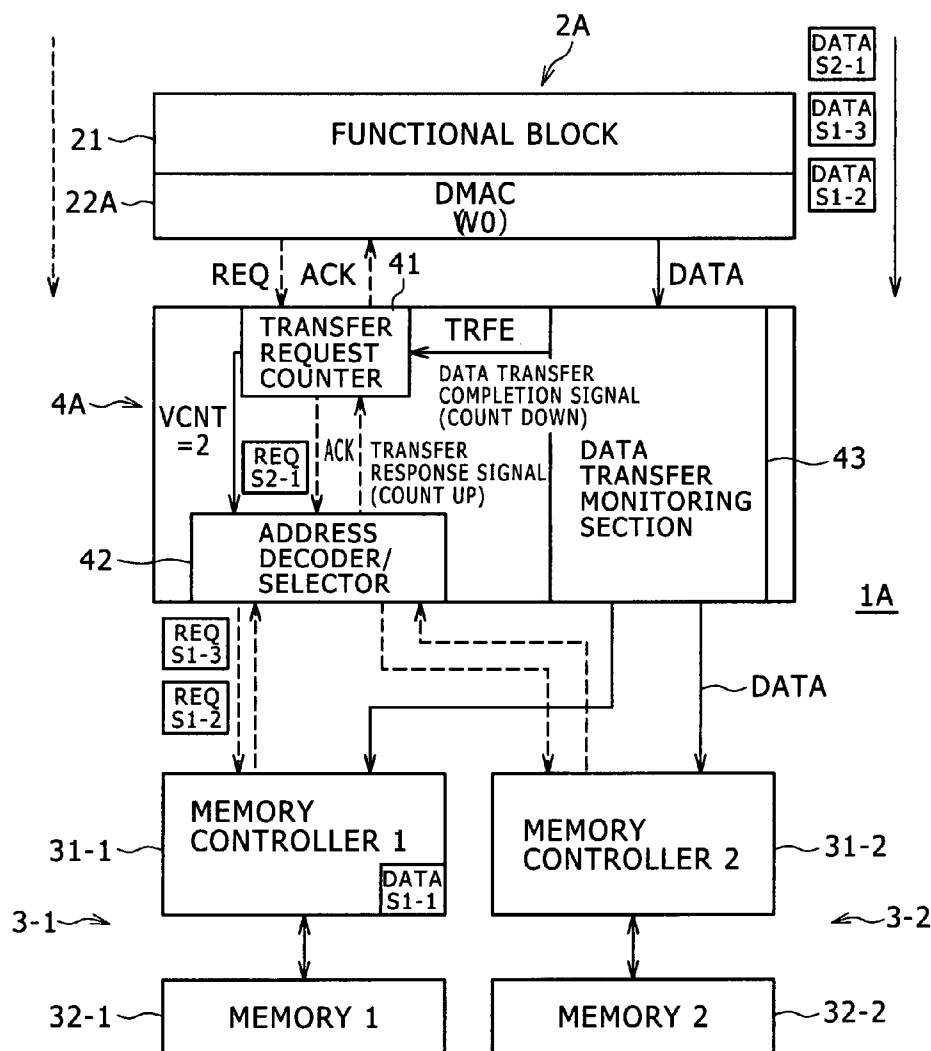 2A
DATA
S2-1
DATA
S1-3
DATA
S1-2
21
FUNCTIONAL BLOCK
22A
DMAC
(W0)
REQ
ACK
41
DATA
TRANSFER
REQUEST
COUNTER
TRFE
DATA TRANSFER
COMPLETION SIGNAL
(COUNT DOWN)
4A
VCNT
=2
REQ
S2-1
ACK
TRANSFER
RESPONSE SIGNAL
(COUNT UP)
DATA
TRANSFER
MONITORING
SECTION
43
42
ADDRESS
DECODER/
SELECTOR
1A
REQ
S1-3
REQ
S1-2
DATA
31-1
MEMORY
CONTROLLER 1
DATA
S1-1
MEMORY
CONTROLLER 2
31-2
3-1
3-2
32-1
MEMORY 1
MEMORY 2
32-2